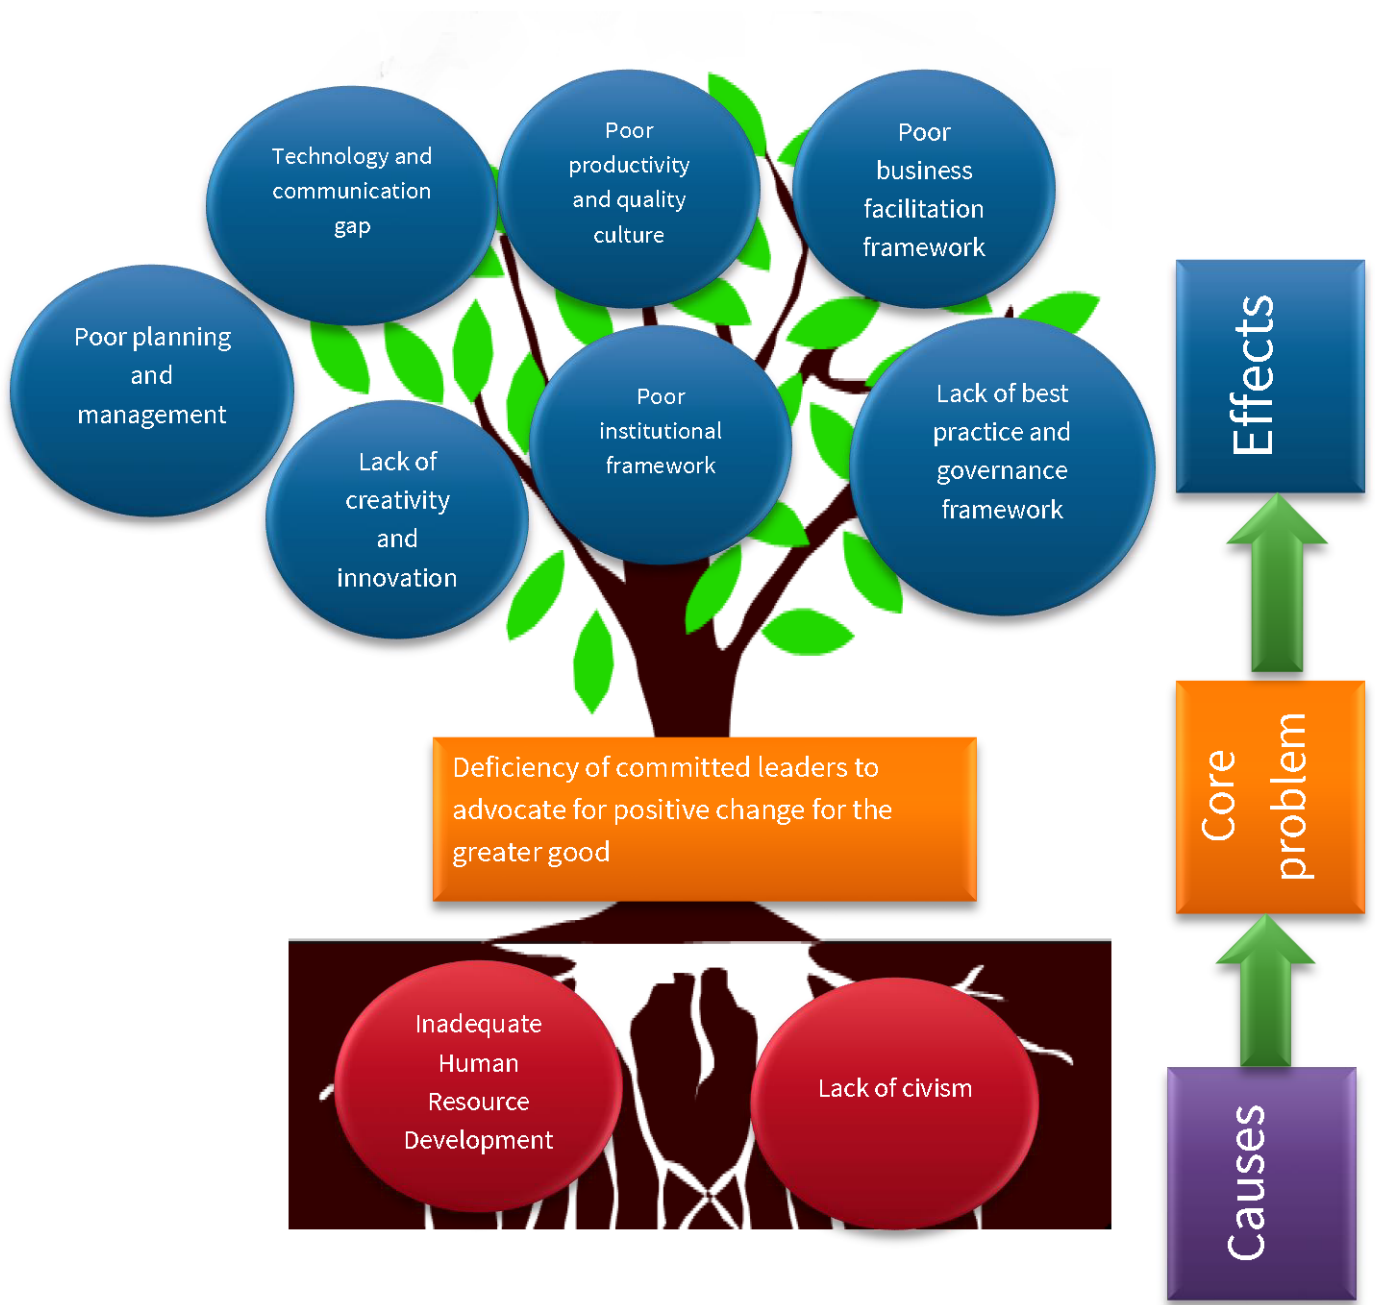 Technology and
communication
gap
Poor
productivity
and quality
culture
Poor
business
facilitation
framework
Poor planning
and
management
Lack of
creativity
and
innovation
Poor
institutional
framework
Lack of best
practice and
governance
framework
Effects
Deficiency of committed leaders to
advocate for positive change for the
greater good
Core
problem
Inadequate
Human
Resource
Development
Lack of civism
Causes